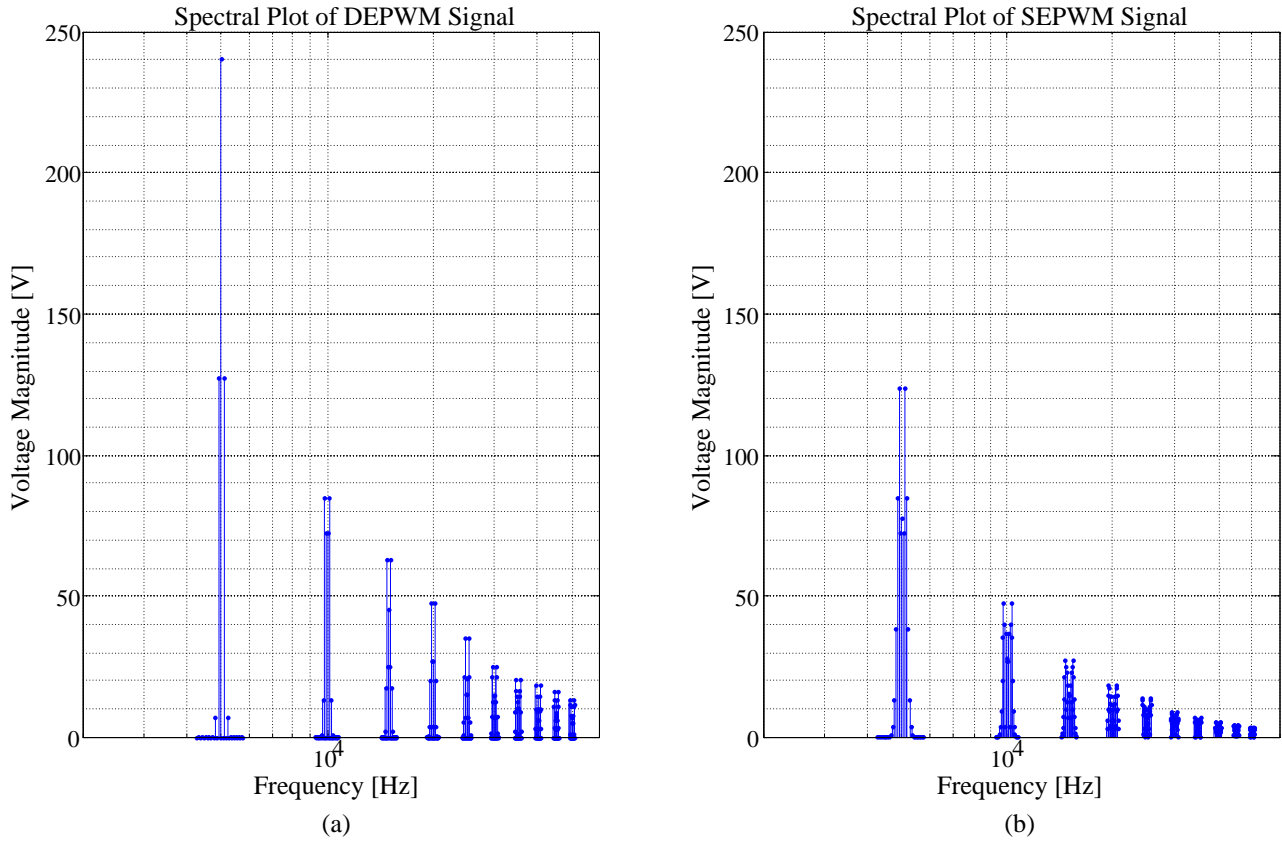 Spectral Plot of DEPWM Signal
250
200
150
100
50
0
Voltage Magnitude [V]
10^4
Frequency [Hz]
(a)
Spectral Plot of SEPWM Signal
250
200
150
100
50
0
Voltage Magnitude [V]
10^4
Frequency [Hz]
(b)